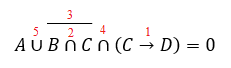 3
5 2 4 1
A ∪ B ∩ C ∩ (C → D) = 0